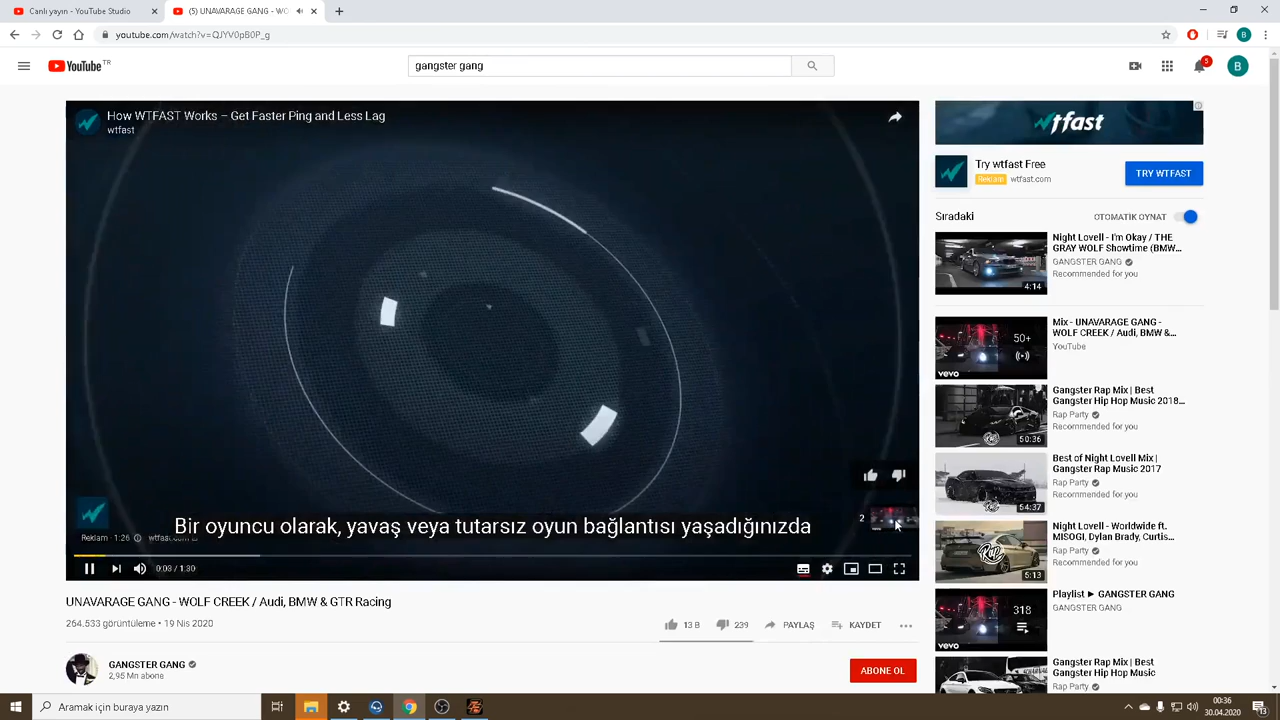 Canlı yayın - YouTube Studio
(5) UNAVARAGE GANG - WO
youtube.com/watch?v=QJYV0pB0P_g
B
YouTube TR
gangster gang
5
B
How WTFAST Works – Get Faster Ping and Less Lag
wtfast
Bir oyuncu olarak, yavaş veya tutarsız oyun bağlantısı yaşadığınızda
2
Reklam · 1:26
0:03 / 1:30
UNAVARAGE GANG - WOLF CREEK / Audi, BMW & GTR Racing
264.533 görüntüleme • 19 Nis 2020
13 B
239
PAYLAŞ
KAYDET
GANGSTER GANG
2,95 Mn abone
ABONE OL
wtfast
Try wtfast Free
Reklam wtfast.com
TRY WTFAST
Sıradaki
OTOMATİK OYNAT
Night Lovell - I'm Okay / THE
GRAY WOLF Showtime (BMW...
GANGSTER GANG
Recommended for you
4:14
Mix - UNAVARAGE GANG -
WOLF CREEK / Audi, BMW &...
YouTube
50+
vevo
Gangster Rap Mix | Best
Gangster Hip Hop Music 2018...
Rap Party
Recommended for you
50:36
Best of Night Lovell Mix |
Gangster Rap Music 2017
Rap Party
Recommended for you
54:37
Night Lovell - Worldwide ft.
MISOGI, Dylan Brady, Curtis...
Rap Party
Recommended for you
RAP
5:13
Playlist ► GANGSTER GANG
GANGSTER GANG
318
vevo
Gangster Rap Mix | Best
Gangster Hip Hop Music
Rap Party
Aramak için buraya yazın
00:36
30.04.2020
13